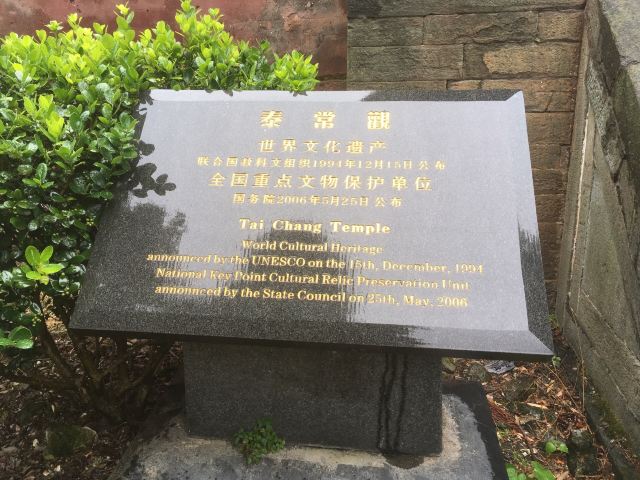 泰常觀
世界文化遗产
联合国教科文组织1994年12月15日公布
全国重点文物保护单位
国务院2006年5月25日公布
Tai Chang Temple
World Cultural Heritage
announced by the UNESCO on the 15th, December, 1994
National Key Point Cultural Relic Preservation Unit
announced by the State Council on 25th, May, 2006